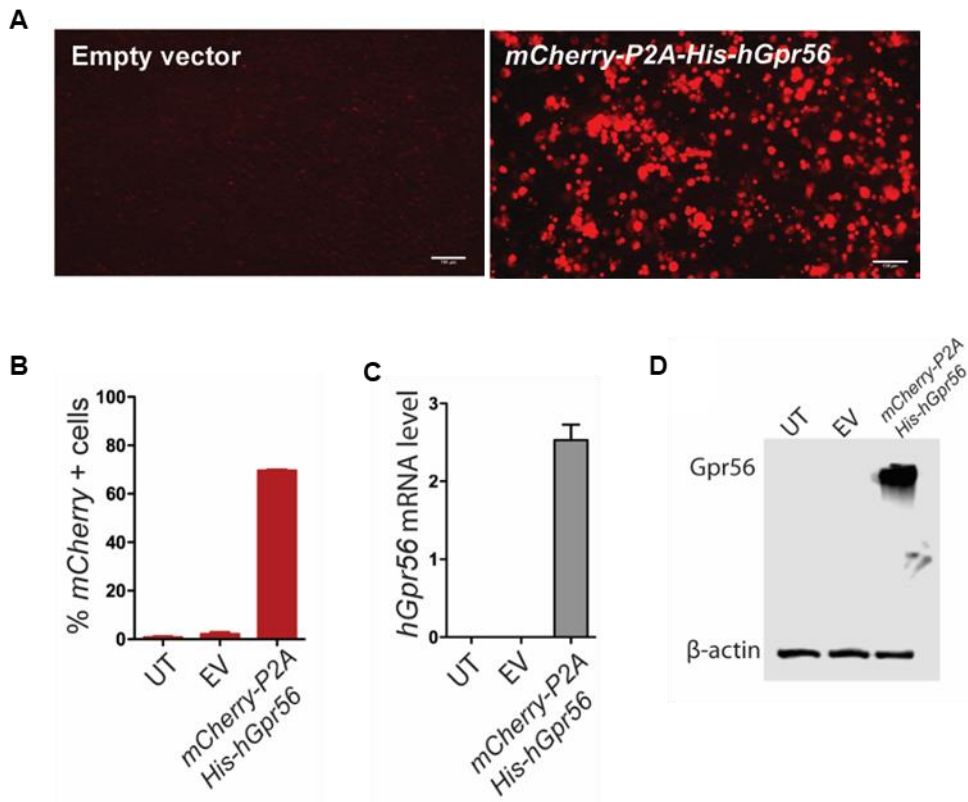 A
Empty vector
mCherry-P2A-His-hGpr56
B
% mCherry + cells
100
80
60
40
20
0
UT
EV
mCherry-P2A
His-hGpr56
C
hGpr56 mRNA level
3
2
1
0
UT
EV
mCherry-P2A
His-hGpr56
D
UT
EV
mCherry-P2A
His-hGpr56
Gpr56
β-actin